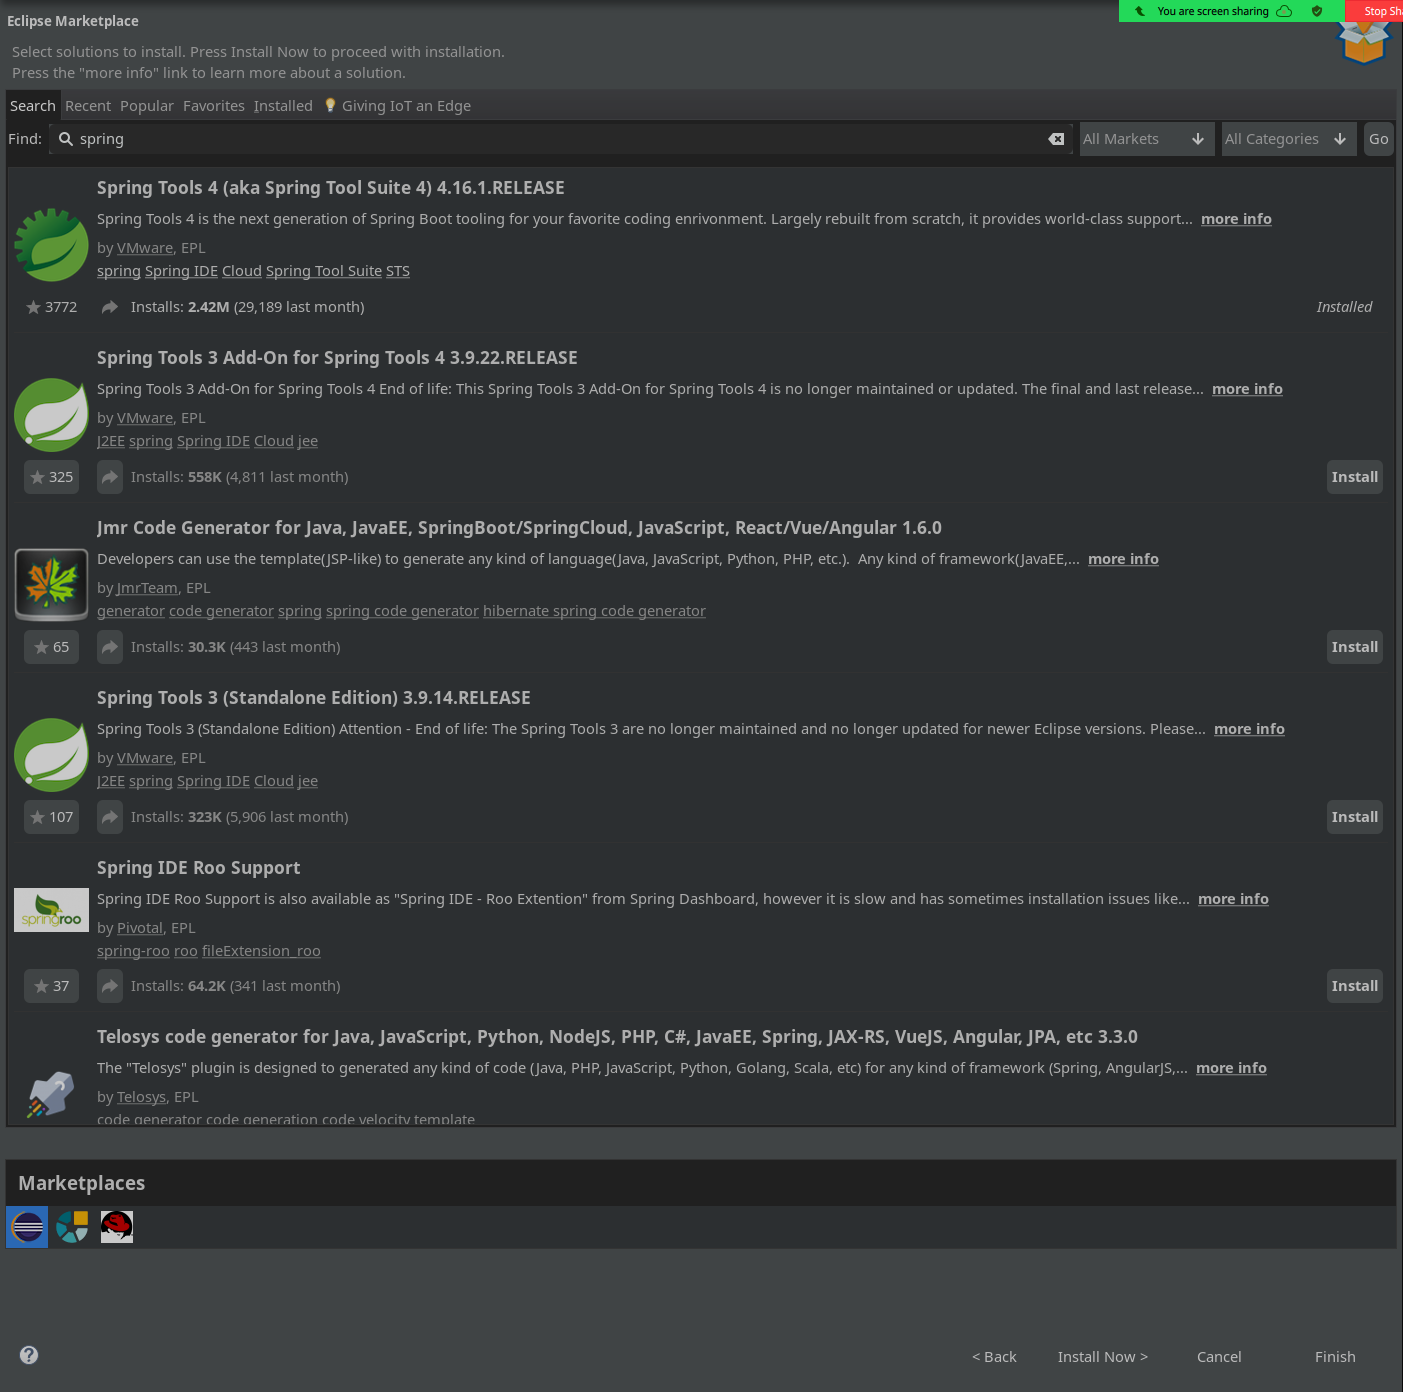 You are screen sharing
Eclipse Marketplace
Select solutions to install. Press Install Now to proceed with installation.
Press the "more info" link to learn more about a solution.
Search Recent Popular Favorites Installed Giving IoT an Edge
Find: spring All Markets All Categories Go
Spring Tools 4 (aka Spring Tool Suite 4) 4.16.1.RELEASE
Spring Tools 4 is the next generation of Spring Boot tooling for your favorite coding enrivonment. Largely rebuilt from scratch, it provides world-class support... more info
by VMware, EPL
spring Spring IDE Cloud Spring Tool Suite STS
3772 Installs: 2.42M (29,189 last month) Installed
Spring Tools 3 Add-On for Spring Tools 4 3.9.22.RELEASE
Spring Tools 3 Add-On for Spring Tools 4 End of life: This Spring Tools 3 Add-On for Spring Tools 4 is no longer maintained or updated. The final and last release... more info
by VMware, EPL
J2EE spring Spring IDE Cloud jee
325 Installs: 558K (4,811 last month) Install
Jmr Code Generator for Java, JavaEE, SpringBoot/SpringCloud, JavaScript, React/Vue/Angular 1.6.0
Developers can use the template(JSP-like) to generate any kind of language(Java, JavaScript, Python, PHP, etc.). Any kind of framework(JavaEE,... more info
by JmrTeam, EPL
generator code generator spring spring code generator hibernate spring code generator
65 Installs: 30.3K (443 last month) Install
Spring Tools 3 (Standalone Edition) 3.9.14.RELEASE
Spring Tools 3 (Standalone Edition) Attention - End of life: The Spring Tools 3 are no longer maintained and no longer updated for newer Eclipse versions. Please... more info
by VMware, EPL
J2EE spring Spring IDE Cloud jee
107 Installs: 323K (5,906 last month) Install
Spring IDE Roo Support
springroo Spring IDE Roo Support is also available as "Spring IDE - Roo Extention" from Spring Dashboard, however it is slow and has sometimes installation issues like... more info
by Pivotal, EPL
spring-roo roo fileExtension_roo
37 Installs: 64.2K (341 last month) Install
Telosys code generator for Java, JavaScript, Python, NodeJS, PHP, C#, JavaEE, Spring, JAX-RS, VueJS, Angular, JPA, etc 3.3.0
The "Telosys" plugin is designed to generated any kind of code (Java, PHP, JavaScript, Python, Golang, Scala, etc) for any kind of framework (Spring, AngularJS,... more info
by Telosys, EPL
code generator code generation code velocity template
Marketplaces
< Back Install Now > Cancel Finish